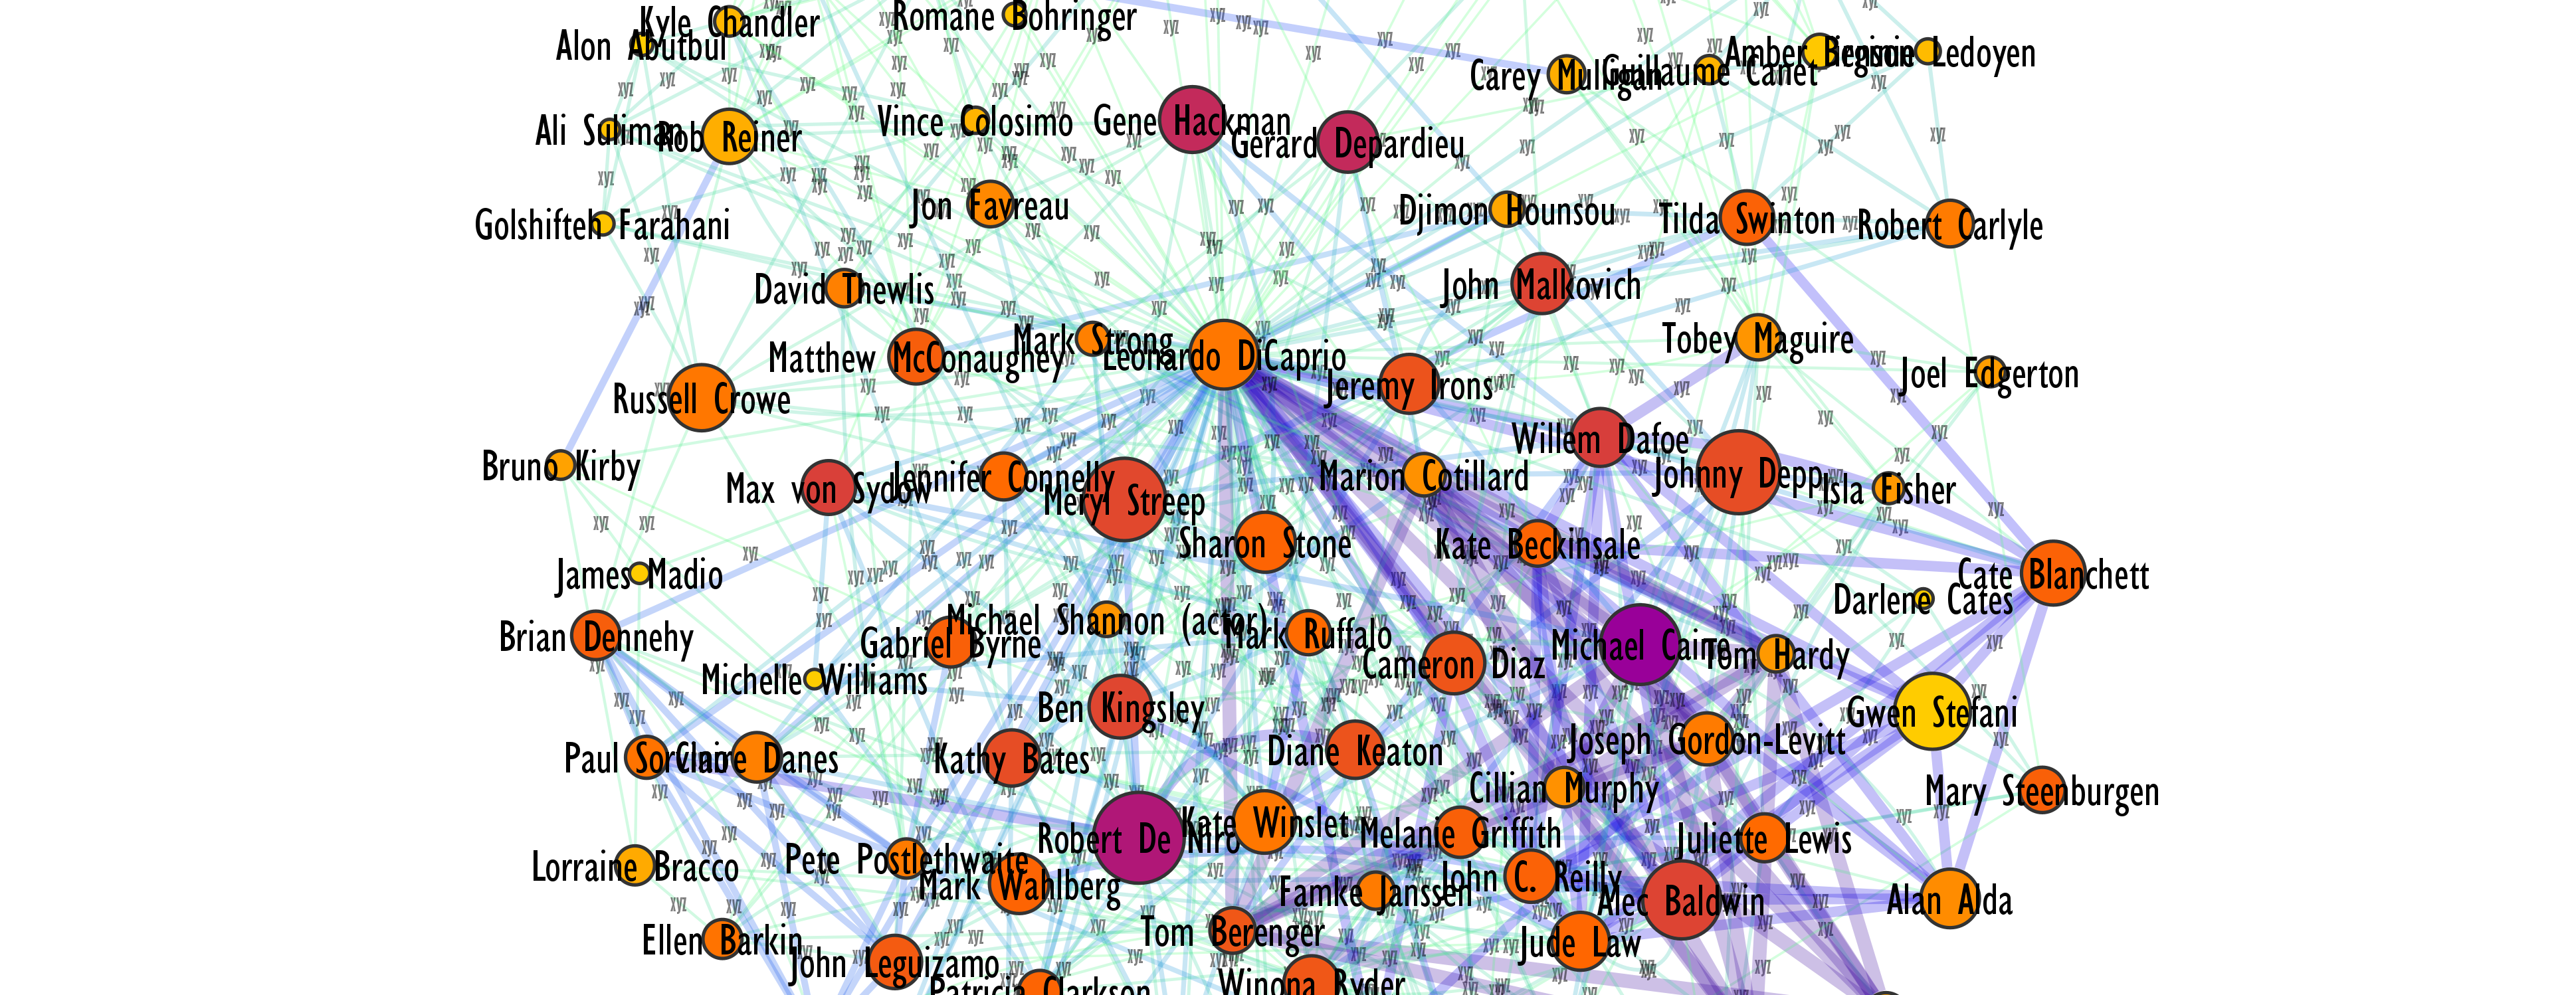 Kyle Chandler
Romane Bohringer
Alon Abutbul
Amber Benson
Virginie Ledoyen
Carey Mulligan
Guillaume Canet
Ali Suliman
Rob Reiner
Vince Colosimo
Gene Hackman
Gerard Depardieu
Jon Favreau
Djimon Hounsou
Tilda Swinton
Robert Carlyle
Golshifteh Farahani
David Thewlis
John Malkovich
Mark Strong
Tobey Maguire
Matthew McConaughey
Leonardo DiCaprio
Jeremy Irons
Joel Edgerton
Russell Crowe
Willem Dafoe
Bruno Kirby
Max von Sydow
Jennifer Connelly
Marion Cotillard
Johnny Depp
Isla Fisher
Meryl Streep
Sharon Stone
Kate Beckinsale
James Madio
Cate Blanchett
Darlene Cates
Michael Shannon (actor)
Brian Dennehy
Gabriel Byrne
Mark Ruffalo
Michael Caine
Tom Hardy
Cameron Diaz
Michelle Williams
Ben Kingsley
Gwen Stefani
Joseph Gordon-Levitt
Paul Sorvino
Claire Danes
Kathy Bates
Diane Keaton
Cillian Murphy
Mary Steenburgen
Kate Winslet
Robert De Niro
Melanie Griffith
Juliette Lewis
Lorraine Bracco
Pete Postlethwaite
Mark Wahlberg
John C. Reilly
Famke Janssen
Alec Baldwin
Alan Alda
Tom Berenger
Ellen Barkin
Jude Law
John Leguizamo
Winona Ryder
Patricia Clarkson
xyz